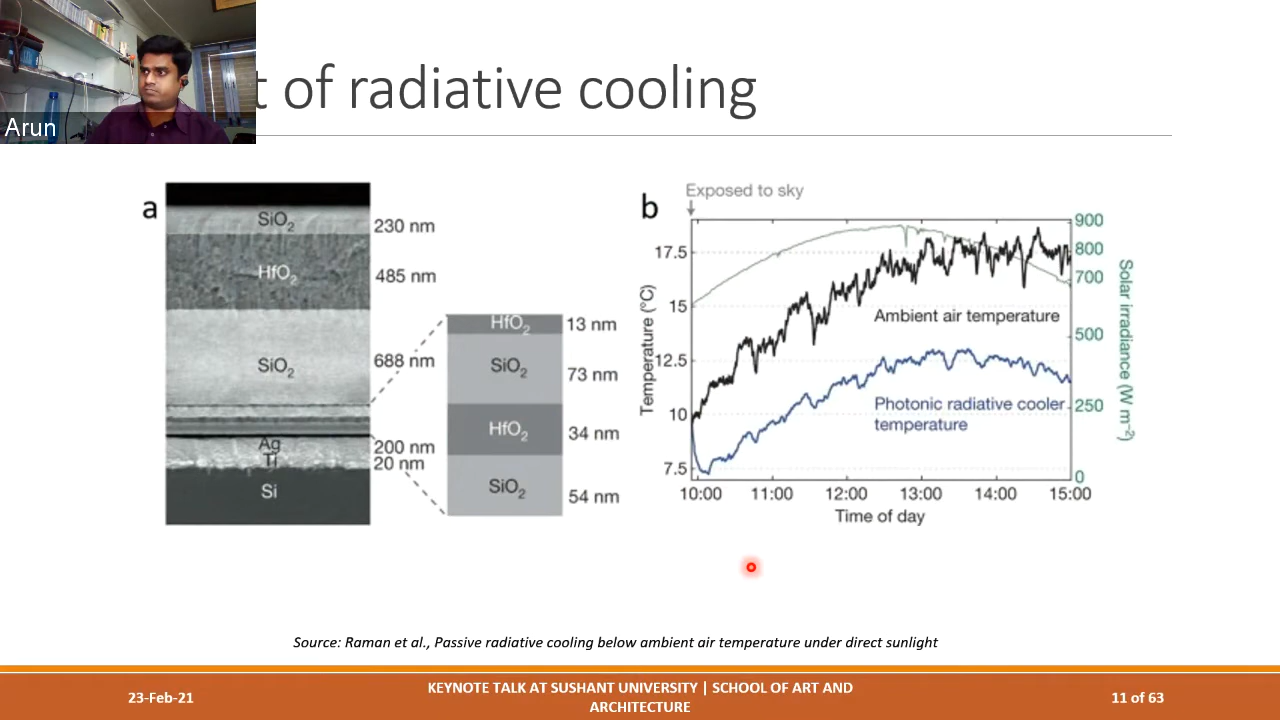 Arun
t of radiative cooling
a
SiO₂
230 nm
HfO₂
485 nm
SiO₂
688 nm
Ag
200 nm
Ti
20 nm
Si
HfO₂
13 nm
SiO₂
73 nm
HfO₂
34 nm
SiO₂
54 nm
b
Exposed to sky
17.5
15
12.5
10
7.5
Temperature (°C)
900
800
700
500
250
0
Solar irradiance (W m⁻²)
Ambient air temperature
Photonic radiative cooler
temperature
10:00 11:00 12:00 13:00 14:00 15:00
Time of day
Source: Raman et al., Passive radiative cooling below ambient air temperature under direct sunlight
23-Feb-21
KEYNOTE TALK AT SUSHANT UNIVERSITY | SCHOOL OF ART AND
ARCHITECTURE
11 of 63